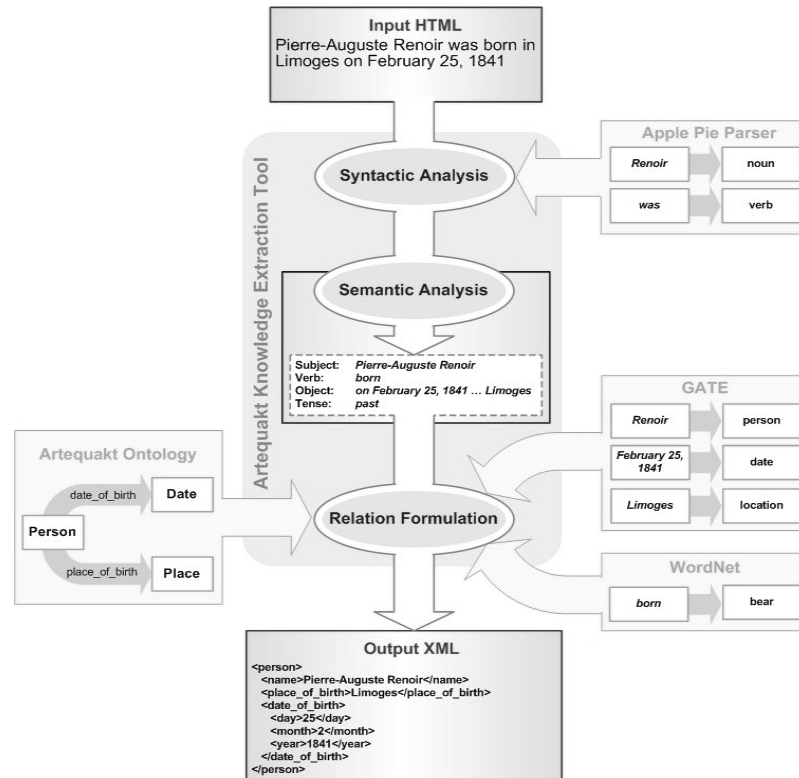 Input HTML
Pierre-Auguste Renoir was born in
Limoges on February 25, 1841
Artequakt Knowledge Extraction Tool
Syntactic Analysis
Apple Pie Parser
Renoir
noun
was
verb
Semantic Analysis
Subject: Pierre-Auguste Renoir
Verb: born
Object: on February 25, 1841 ... Limoges
Tense: past
GATE
Renoir
person
February 25,
1841
date
Limoges
location
Artequakt Ontology
date_of_birth
Date
Person
place_of_birth
Place
Relation Formulation
WordNet
born
bear
Output XML
<person>
<name>Pierre-Auguste Renoir</name>
<place_of_birth>Limoges</place_of_birth>
<date_of_birth>
<day>25</day>
<month>2</month>
<year>1841</year>
</date_of_birth>
</person>